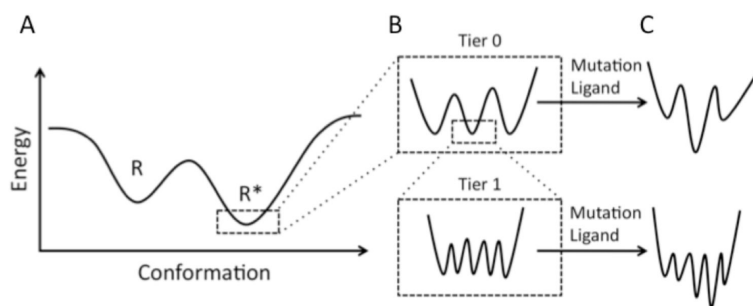 A
B
C
Energy
R
R*
Conformation
Tier 0
Mutation
Ligand
Tier 1
Mutation
Ligand